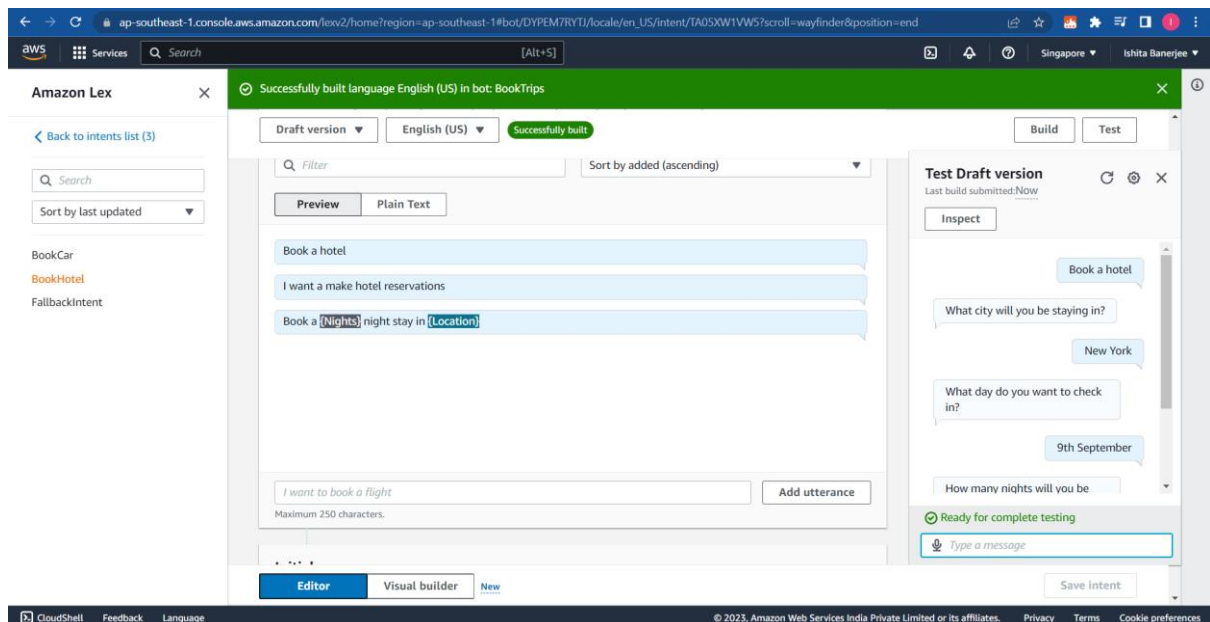 ap-southeast-1.console.aws.amazon.com/lexv2/home?region=ap-southeast-1#bot/DYPEM7RYTJ/locale/en_US/intent/TA05XW1VW5?scroll=wayfinder&position=end
aws Services Search [Alt+S] Singapore Ishita Banerjee
Amazon Lex
Back to intents list (3)
Search
Sort by last updated
BookCar
BookHotel
FallbackIntent
Successfully built language English (US) in bot: BookTrips
Draft version English (US) Successfully built Build Test
Filter Sort by added (ascending)
Preview Plain Text
Book a hotel
I want a make hotel reservations
Book a {Nights} night stay in {Location}
I want to book a flight Add utterance
Maximum 250 characters.
Editor Visual builder New Save intent
Test Draft version
Last build submitted:Now
Inspect
Book a hotel
What city will you be staying in?
New York
What day do you want to check
in?
9th September
How many nights will you be
Ready for complete testing
Type a message
CloudShell Feedback Language © 2023, Amazon Web Services India Private Limited or its affiliates. Privacy Terms Cookie preferences